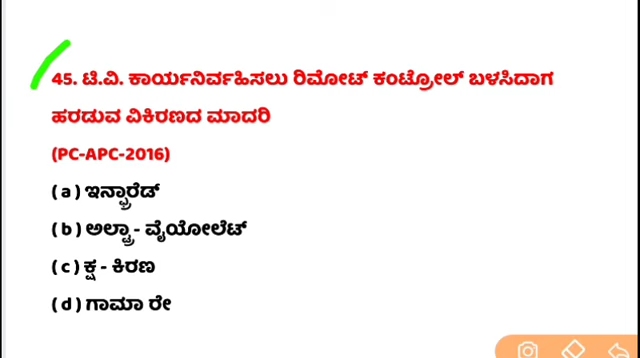 45. ಟಿ.ವಿ. ಕಾರ್ಯನಿರ್ವಹಿಸಲು ರಿಮೋಟ್ ಕಂಟ್ರೋಲ್ ಬಳಸಿದಾಗ
ಹರಡುವ ವಿಕಿರಣದ ಮಾದರಿ
(PC-APC-2016)
( a ) ಇನ್ಫ್ರಾರೆಡ್
( b ) ಅಲ್ಟ್ರಾ - ವೈಯೋಲೆಟ್
( c ) ಕ್ಷ - ಕಿರಣ
( d ) ಗಾಮಾ ರೇ